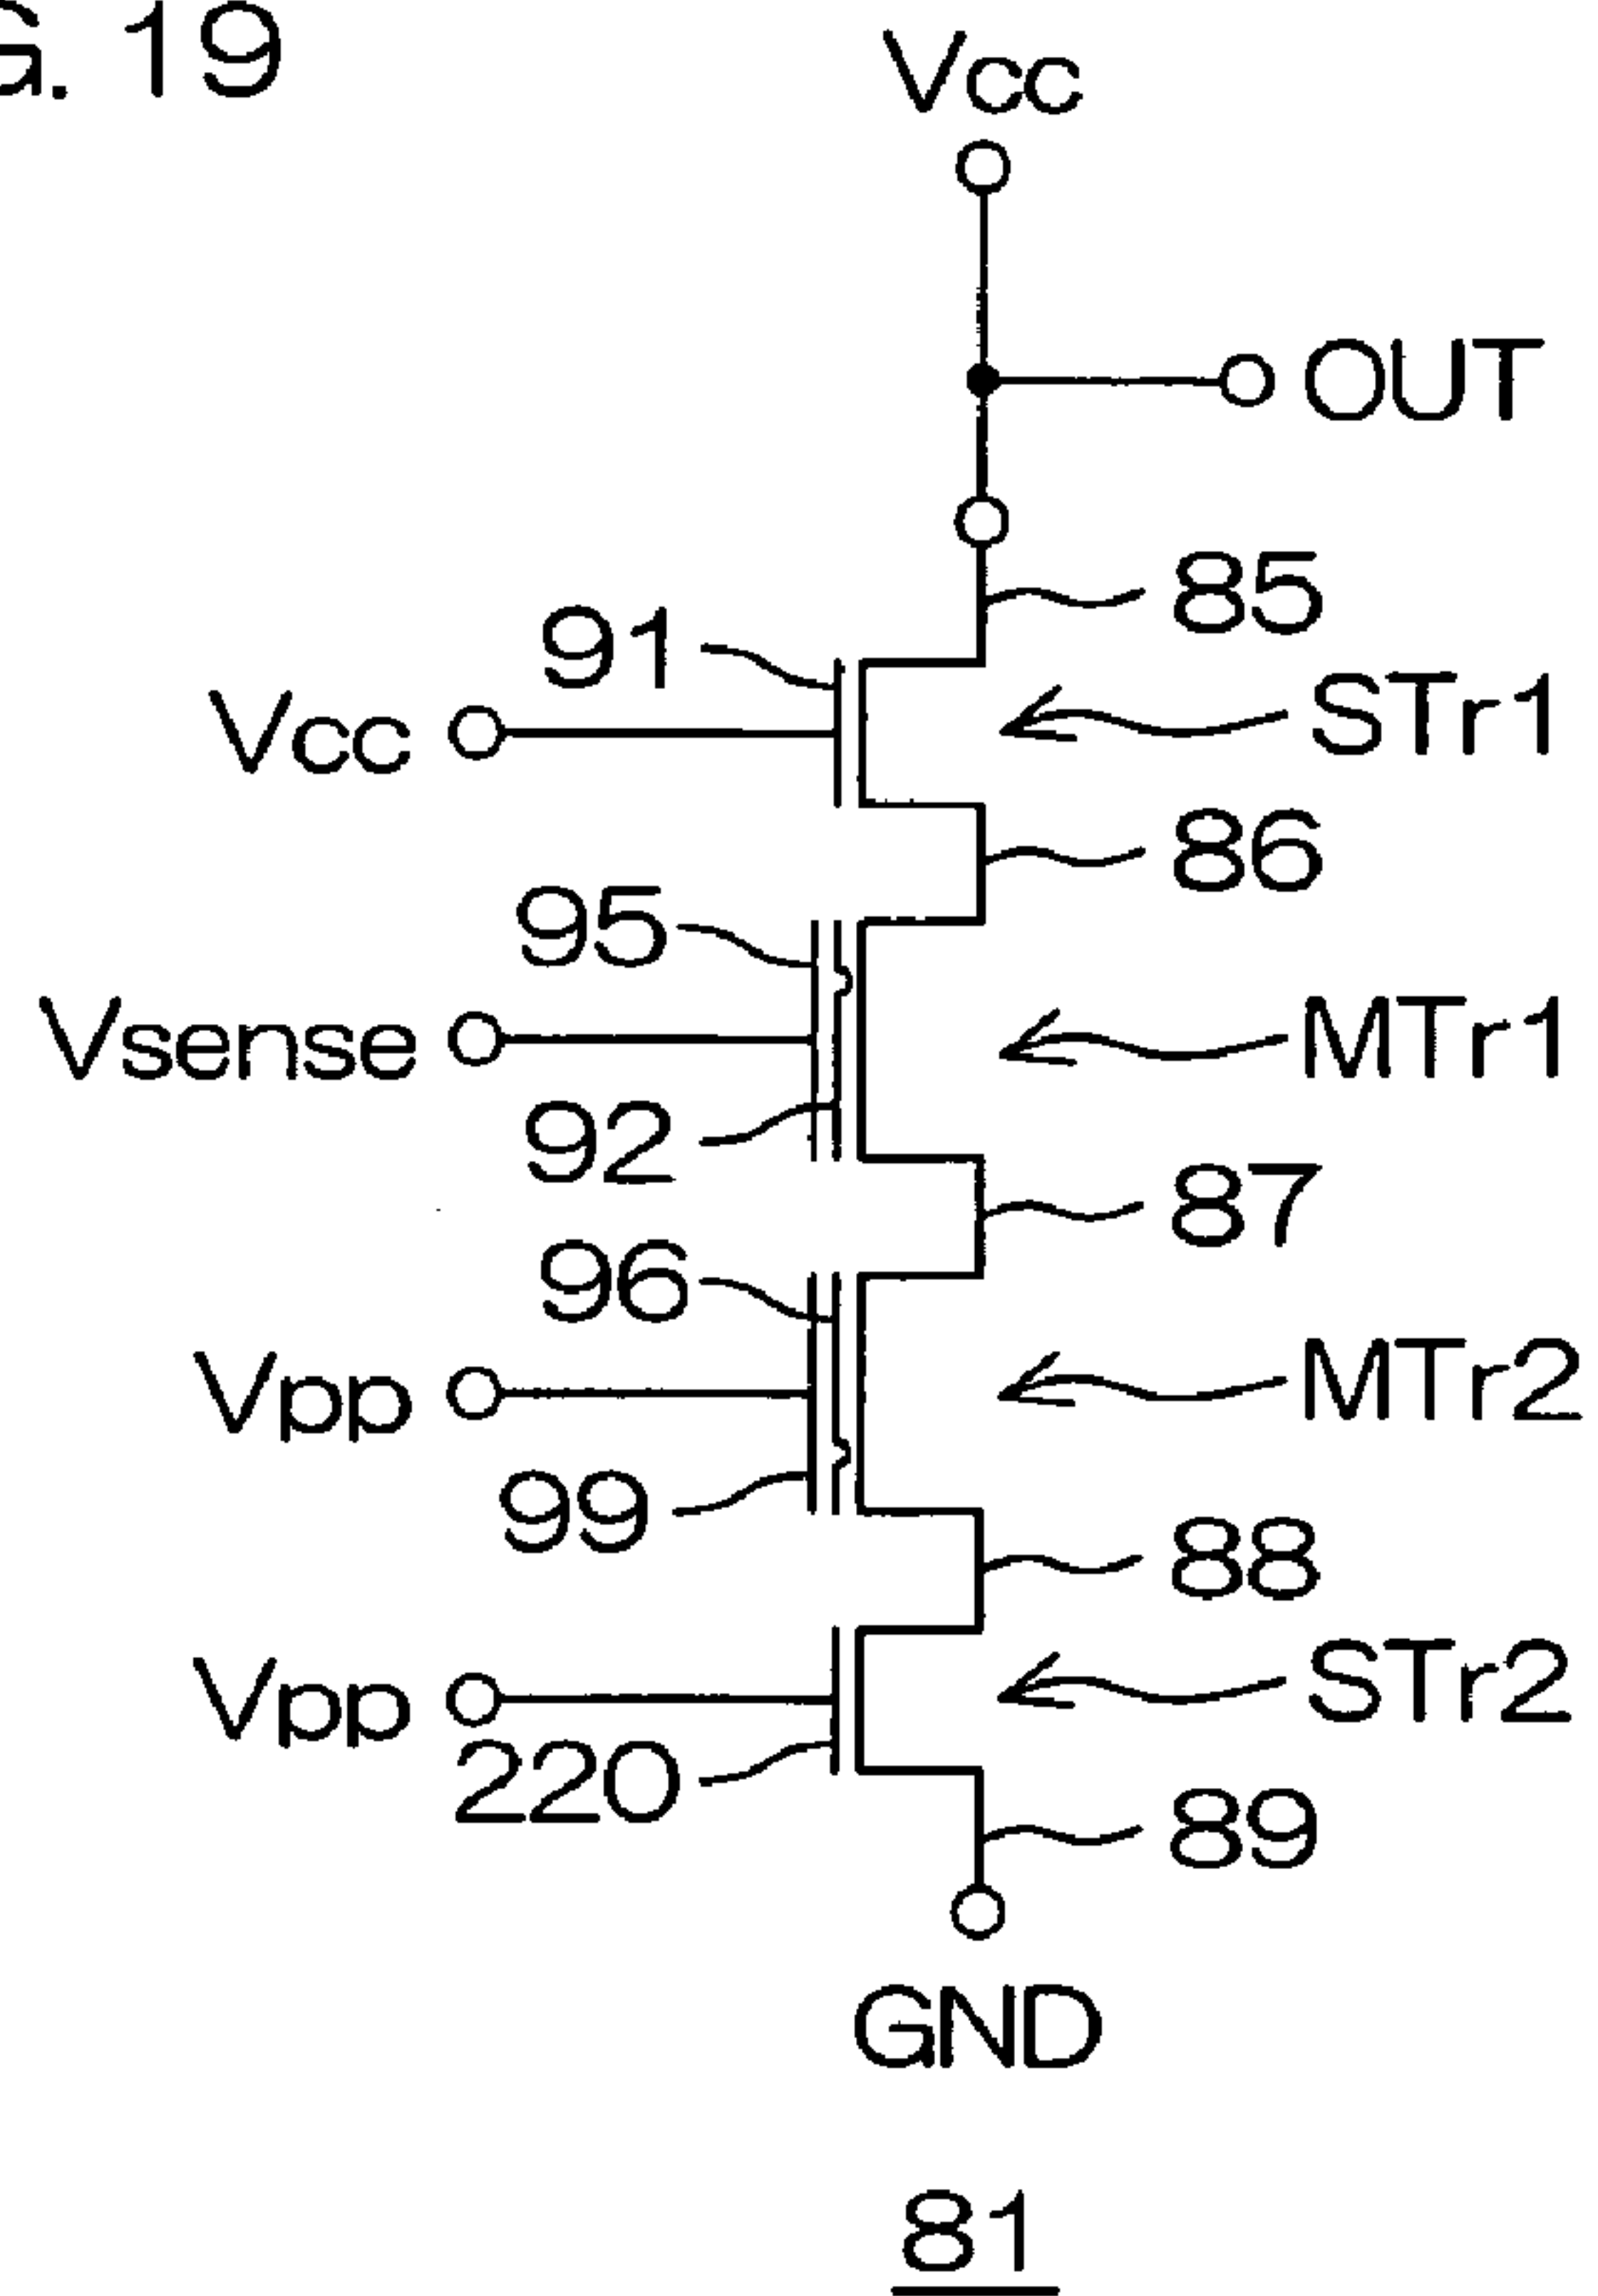 G. 19
Vcc
OUT
85
91
STr1
Vcc
86
95
Vsense
MTr1
92
87
96
Vpp
MTr2
99
88
Vpp
STr2
220
89
GND
81